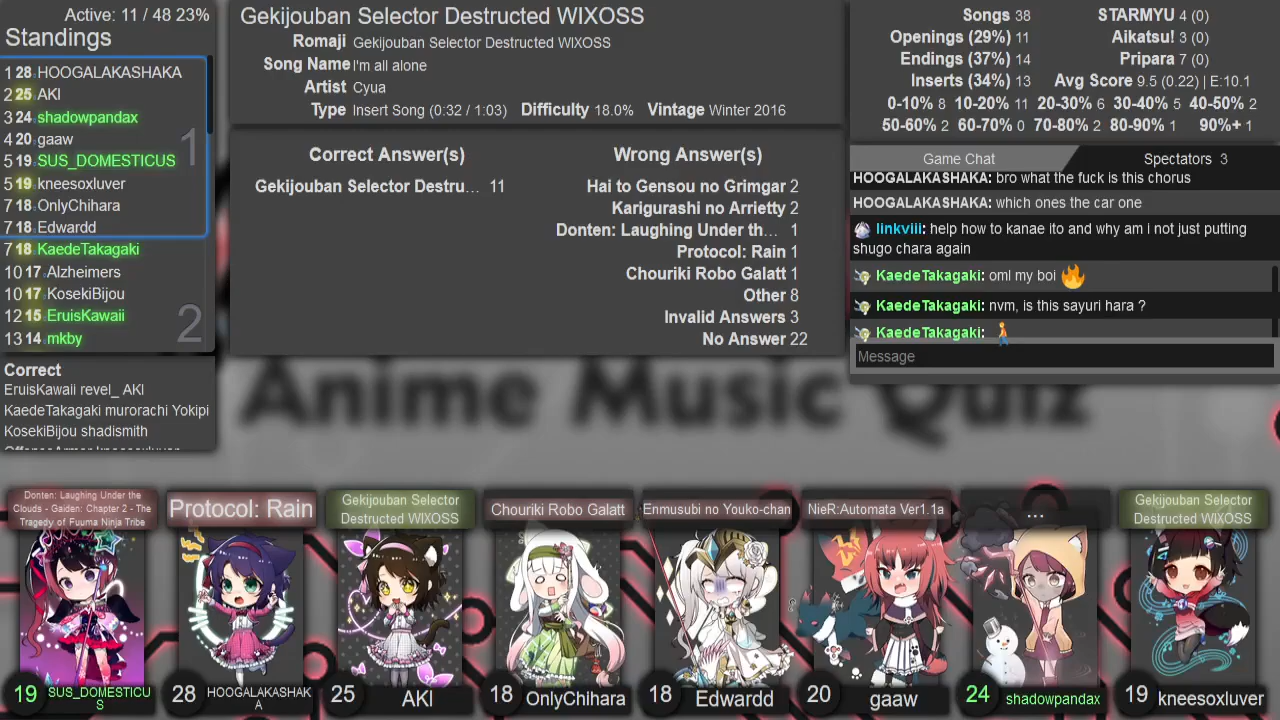 Active: 11 / 48 23%
Standings
1 28 HOOGALAKASHAKA
2 25 AKI
3 24 shadowpandax
4 20 gaaw
5 19 SUS_DOMESTICUS
5 19 kneesoxluver
7 18 OnlyChihara
7 18 Edwardd
1
7 18 KaedeTakagaki
10 17 Alzheimers
10 17 KosekiBijou
12 15 EruisKawaii
13 14 mkby
2
Correct
EruisKawaii revel_ AKI
KaedeTakagaki murorachi Yokipi
KosekiBijou shadismith
Gekijouban Selector Destructed WIXOSS
Romaji Gekijouban Selector Destructed WIXOSS
Song Name I'm all alone
Artist Cyua
Type Insert Song (0:32 / 1:03) Difficulty 18.0% Vintage Winter 2016
Correct Answer(s)
Gekijouban Selector Destru... 11
Wrong Answer(s)
Hai to Gensou no Grimgar 2
Karigurashi no Arrietty 2
Donten: Laughing Under th... 1
Protocol: Rain 1
Chouriki Robo Galatt 1
Other 8
Invalid Answers 3
No Answer 22
Songs 38 STARMYU 4 (0)
Openings (29%) 11 Aikatsu! 3 (0)
Endings (37%) 14 Pripara 7 (0)
Inserts (34%) 13 Avg Score 9.5 (0.22) | E:10.1
0-10% 8 10-20% 11 20-30% 6 30-40% 5 40-50% 2
50-60% 2 60-70% 0 70-80% 2 80-90% 1 90%+ 1
Game Chat Spectators 3
HOOGALAKASHAKA: bro what the fuck is this chorus
HOOGALAKASHAKA: which ones the car one
linkviii: help how to kanae ito and why am i not just putting
shugo chara again
KaedeTakagaki: oml my boi 🔥
KaedeTakagaki: nvm, is this sayuri hara ?
KaedeTakagaki:
Message
Anime Music Quiz
Donten: Laughing Under the
Clouds - Gaiden: Chapter 2 - The
Tragedy of Fuuma Ninja Tribe
Protocol: Rain
Gekijouban Selector
Destructed WIXOSS
Chouriki Robo Galatt
Enmusubi no Youko-chan
NieR:Automata Ver1.1a
...
Gekijouban Selector
Destructed WIXOSS
19 SUS_DOMESTICU
S
28 HOOGALAKASHAK
A
25 AKI
18 OnlyChihara
18 Edwardd
20 gaaw
24 shadowpandax
19 kneesoxluver